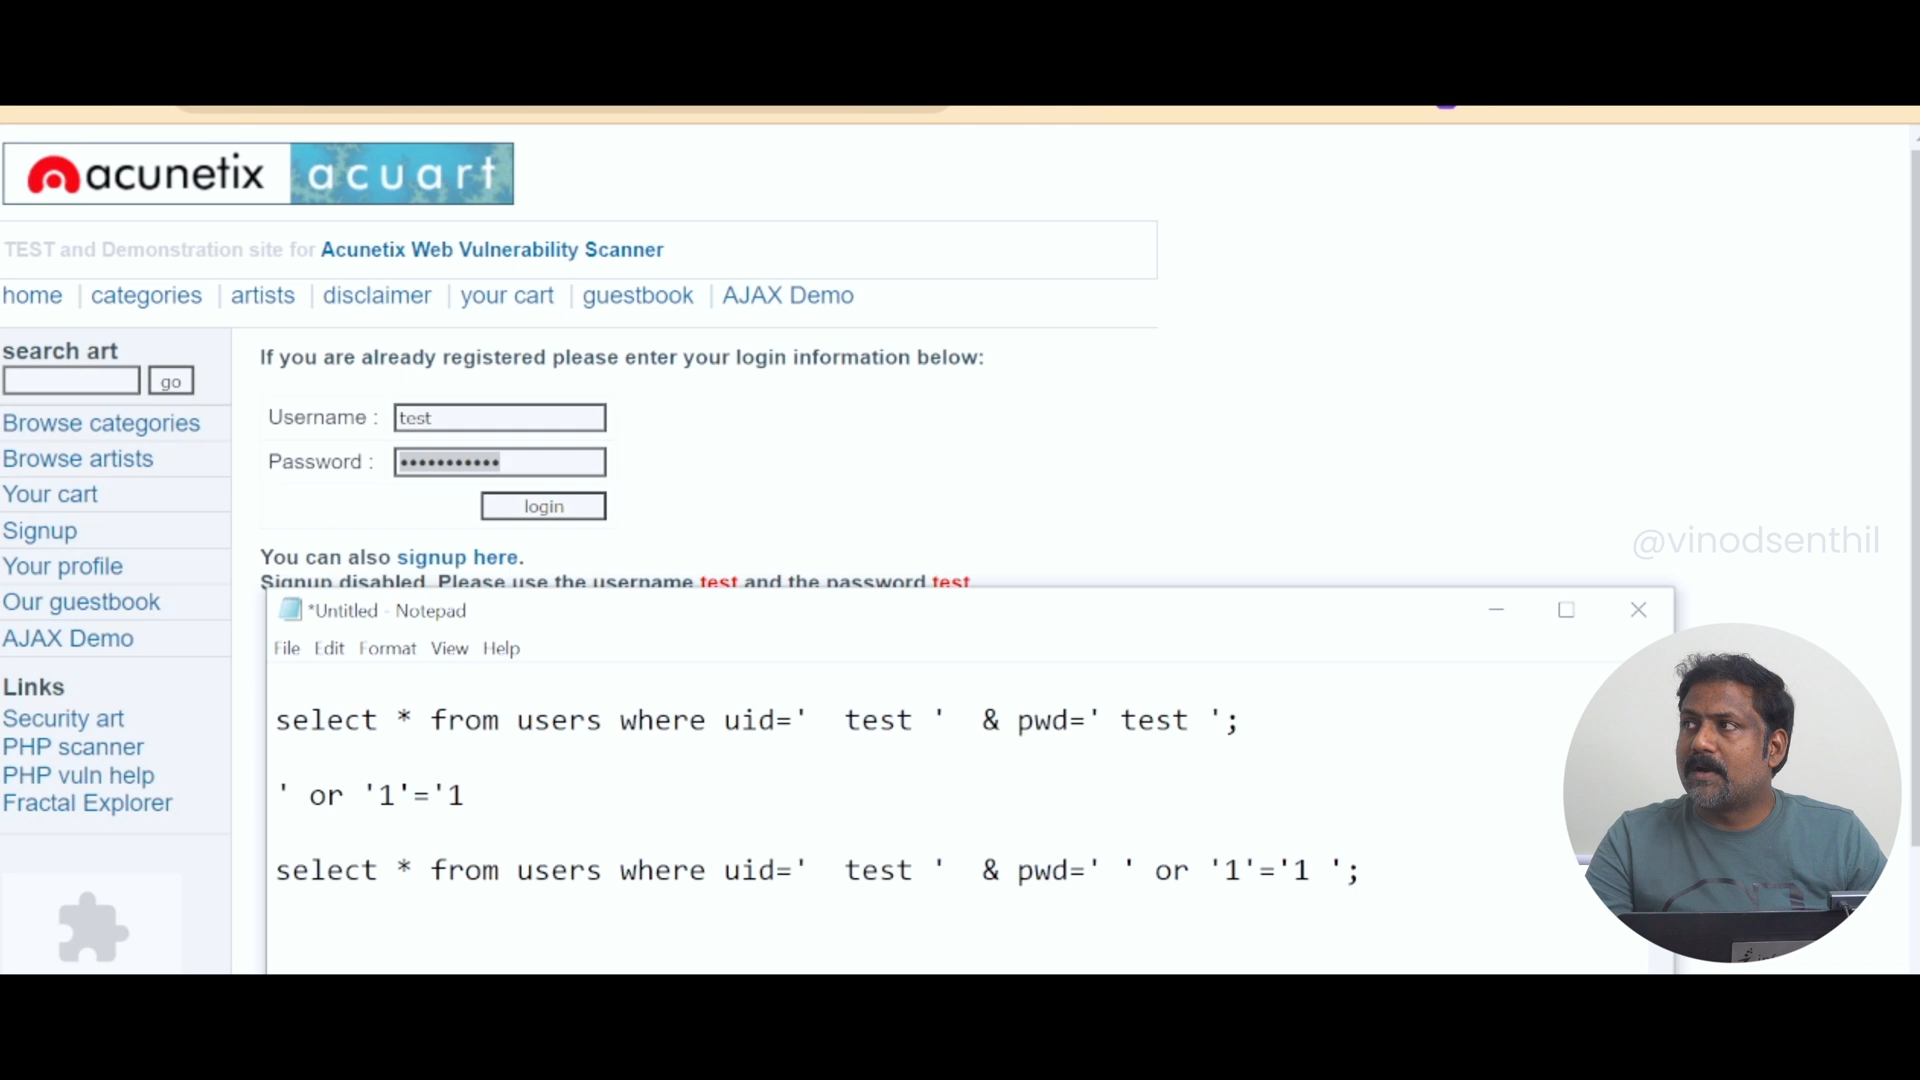 acunetix acuart
TEST and Demonstration site for Acunetix Web Vulnerability Scanner
home | categories | artists | disclaimer | your cart | guestbook | AJAX Demo
search art
go
Browse categories
Browse artists
Your cart
Signup
Your profile
Our guestbook
AJAX Demo
Links
Security art
PHP scanner
PHP vuln help
Fractal Explorer
If you are already registered please enter your login information below:
Username : test
Password : •••••••••••
login
You can also signup here.
Signup disabled. Please use the username test and the password test
@vinodsenthil
*Untitled - Notepad
File Edit Format View Help
select * from users where uid='  test '  & pwd=' test ';
' or '1'='1
select * from users where uid='  test '  & pwd=' ' or '1'='1 ';